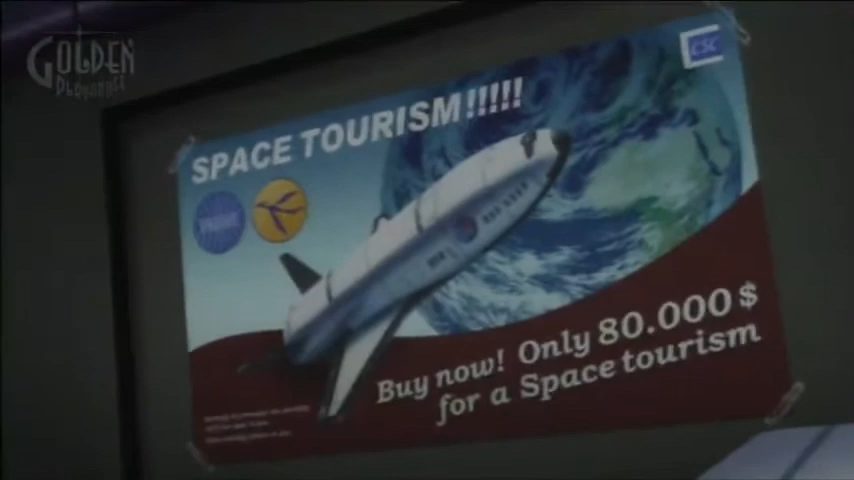 GOLDEN
SPACE TOURISM!!!!!
CSC
Buy now! Only 80.000$
for a Space tourism